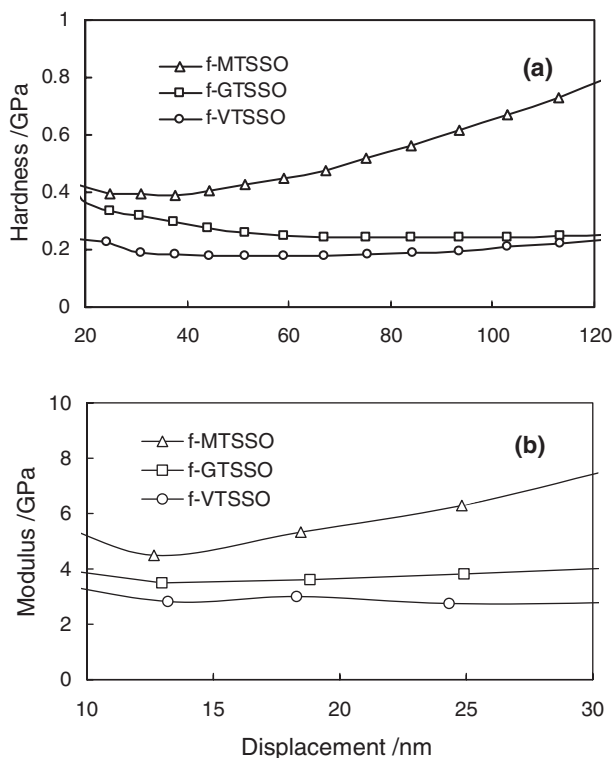 1
0.8
0.6
0.4
0.2
0
Hardness /GPa
f-MTSSO
f-GTSSO
f-VTSSO
(a)
20 40 60 80 100 120
10
8
6
4
2
0
Modulus /GPa
f-MTSSO
f-GTSSO
f-VTSSO
(b)
10 15 20 25 30
Displacement /nm